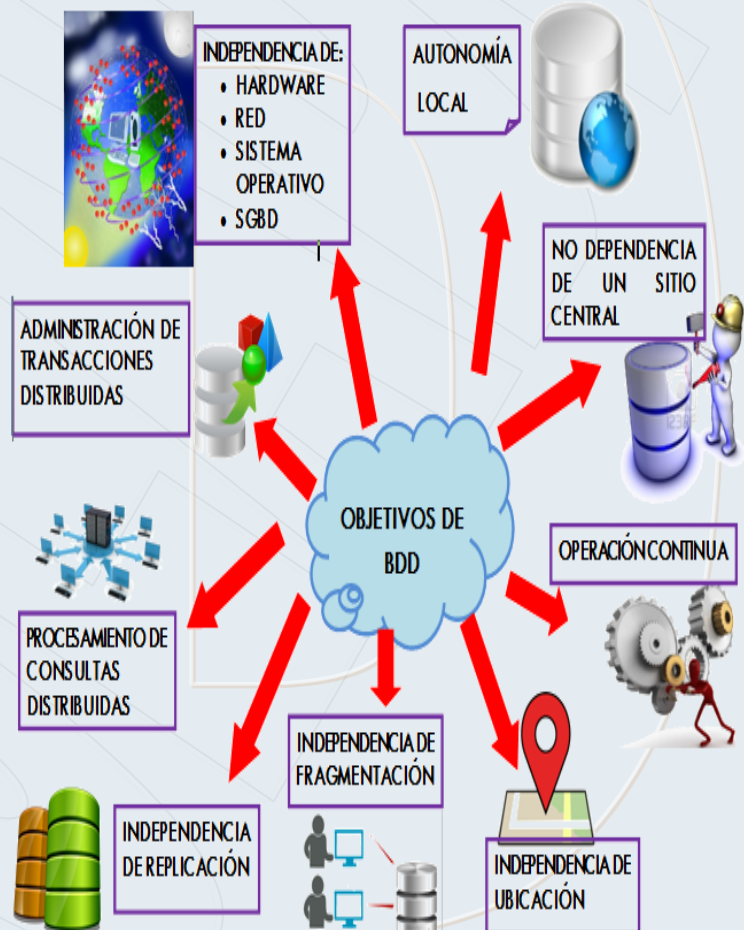 INDEPENDENCIA DE:
• HARDWARE
• RED
• SISTEMA
OPERATIVO
• SGBD
AUTONOMÍA
LOCAL
NO DEPENDENCIA
DE UN SITIO
CENTRAL
ADMINISTRACIÓN DE
TRANSACCIONES
DISTRIBUIDAS
OBJETIVOS DE
BDD
OPERACIÓN CONTINUA
PROCESAMIENTO DE
CONSULTAS
DISTRIBUIDAS
INDEPENDENCIA DE
FRAGMENTACIÓN
INDEPENDENCIA
DE REPLICACIÓN
INDEPENDENCIA DE
UBICACIÓN